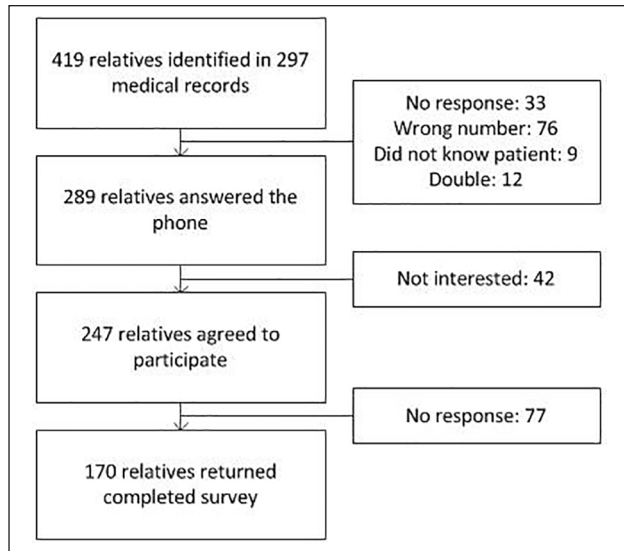 419 relatives identified in 297
medical records
No response: 33
Wrong number: 76
Did not know patient: 9
Double: 12
289 relatives answered the
phone
Not interested: 42
247 relatives agreed to
participate
No response: 77
170 relatives returned
completed survey